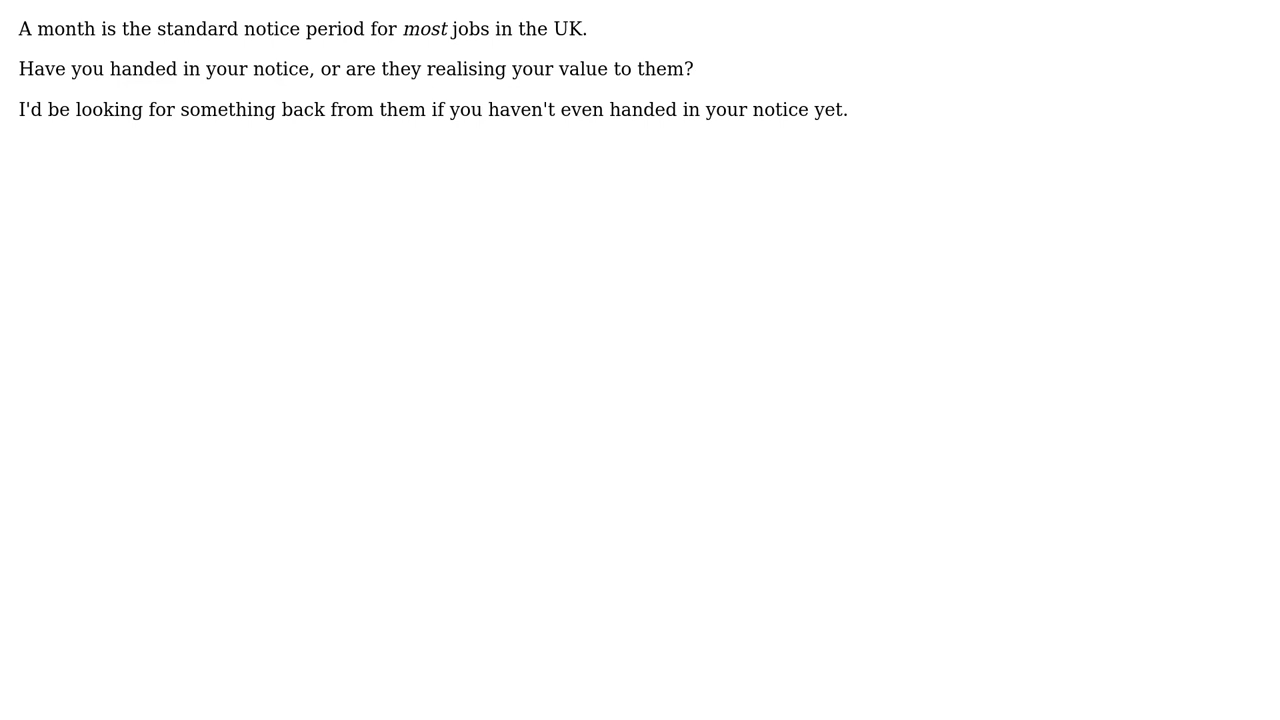 A month is the standard notice period for most jobs in the UK.
Have you handed in your notice, or are they realising your value to them?
I'd be looking for something back from them if you haven't even handed in your notice yet.